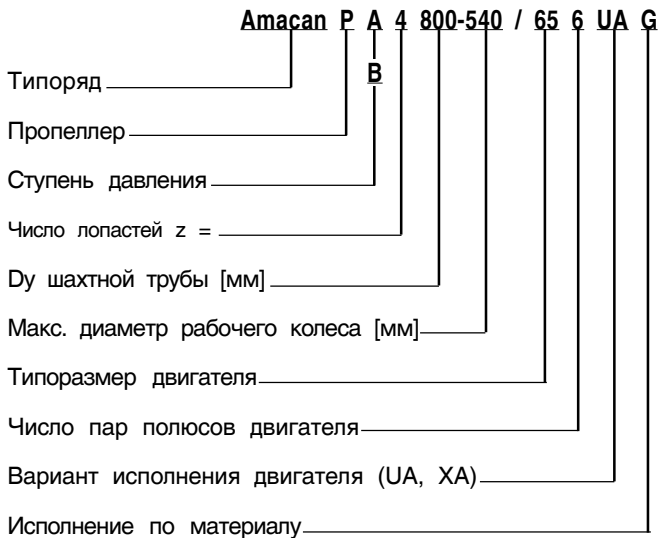 Amacan P A 4 800-540 / 65 6 UA G
B
Типоряд
Пропеллер
Ступень давления
Число лопастей z =
Dy шахтной трубы [мм]
Макс. диаметр рабочего колеса [мм]
Типоразмер двигателя
Число пар полюсов двигателя
Вариант исполнения двигателя (UA, XA)
Исполнение по материалу